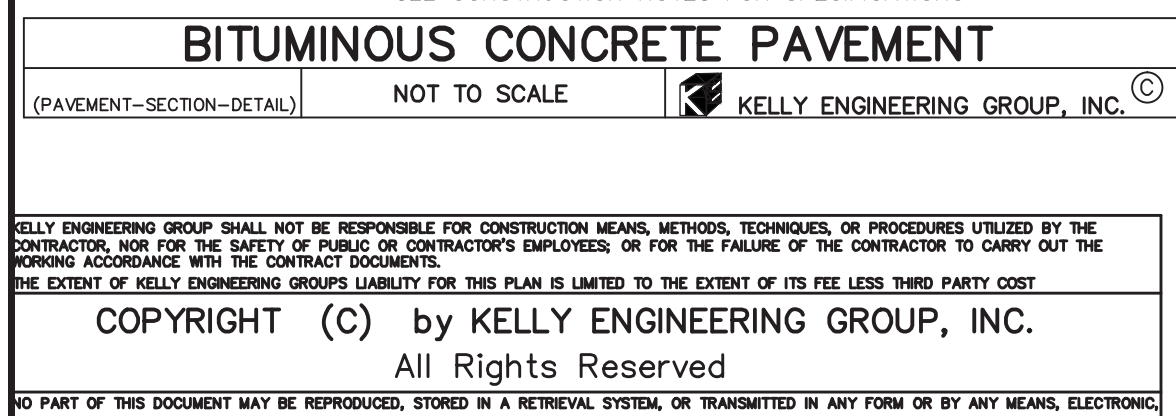 BITUMINOUS CONCRETE PAVEMENT
(PAVEMENT-SECTION-DETAIL)
NOT TO SCALE
KE
KELLY ENGINEERING GROUP, INC. ©
KELLY ENGINEERING GROUP SHALL NOT BE RESPONSIBLE FOR CONSTRUCTION MEANS, METHODS, TECHNIQUES, OR PROCEDURES UTILIZED BY THE
CONTRACTOR, NOR FOR THE SAFETY OF PUBLIC OR CONTRACTOR'S EMPLOYEES; OR FOR THE FAILURE OF THE CONTRACTOR TO CARRY OUT THE
WORKING ACCORDANCE WITH THE CONTRACT DOCUMENTS.
THE EXTENT OF KELLY ENGINEERING GROUPS LIABILITY FOR THIS PLAN IS LIMITED TO THE EXTENT OF ITS FEE LESS THIRD PARTY COST
COPYRIGHT (C) by KELLY ENGINEERING GROUP, INC.
All Rights Reserved
NO PART OF THIS DOCUMENT MAY BE REPRODUCED, STORED IN A RETRIEVAL SYSTEM, OR TRANSMITTED IN ANY FORM OR BY ANY MEANS, ELECTRONIC,